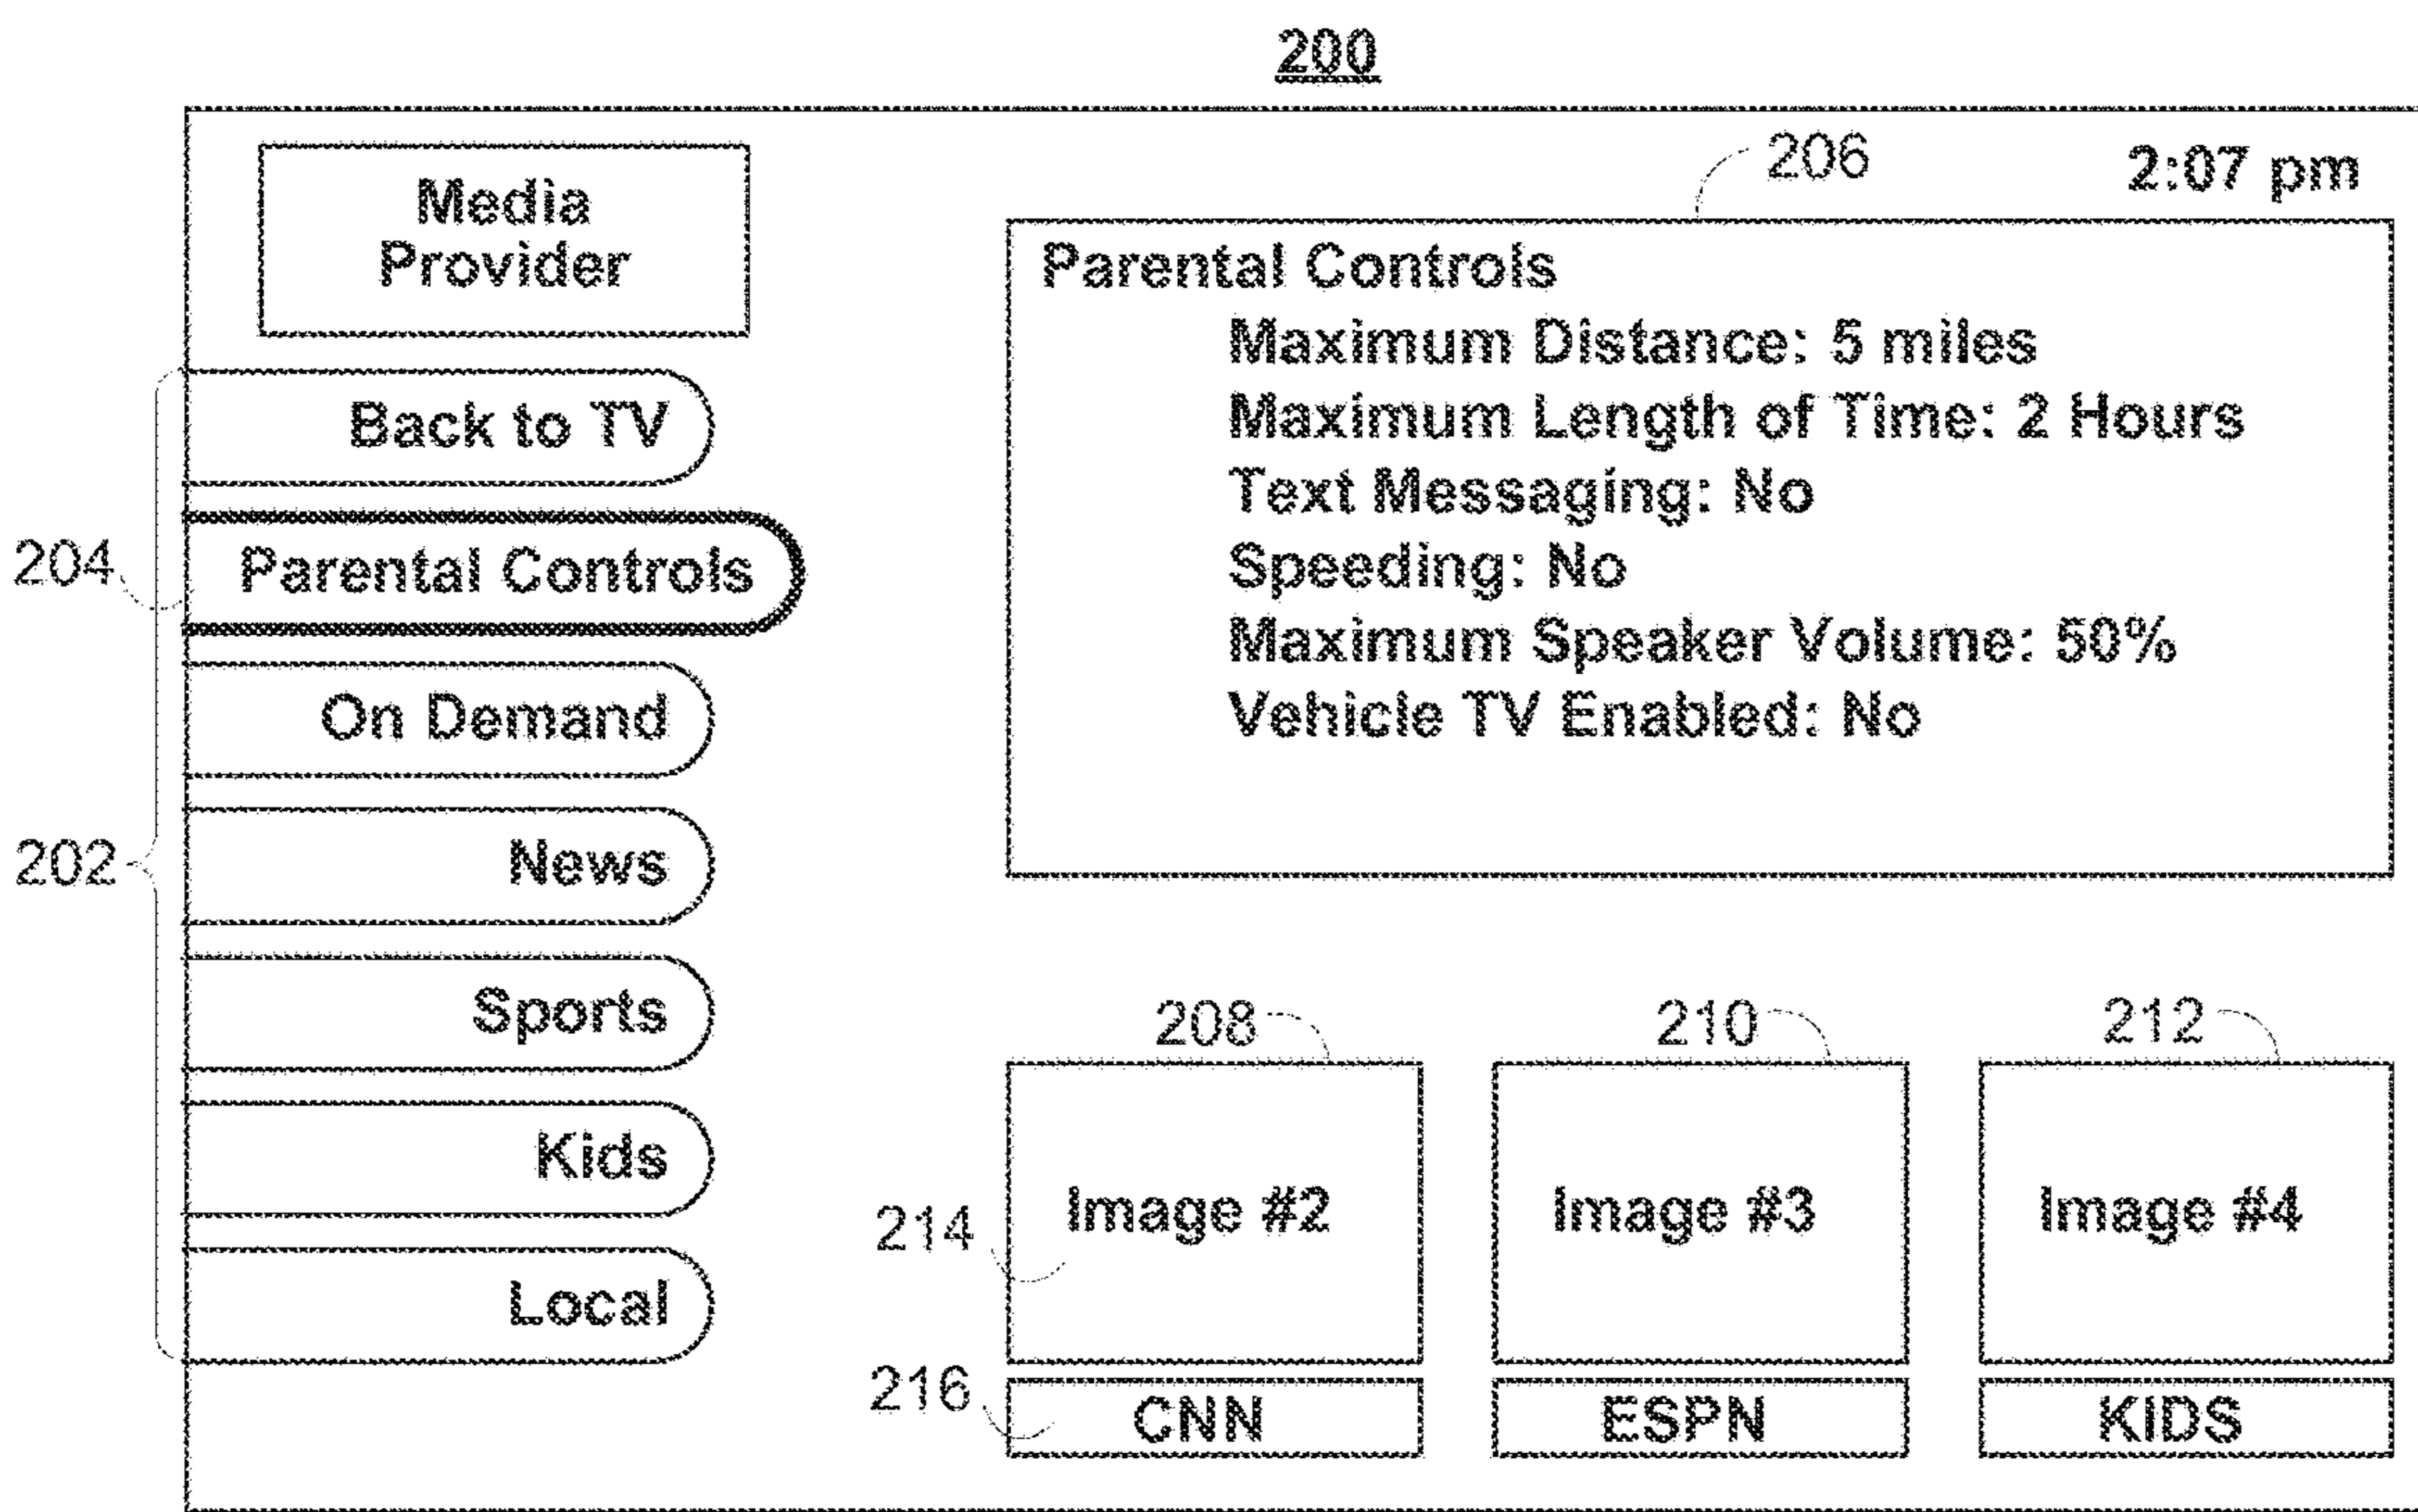 200
206
2:07 pm
Media
Provider
Parental Controls
Maximum Distance: 5 miles
Maximum Length of Time: 2 Hours
Text Messaging: No
Speeding: No
Maximum Speaker Volume: 50%
Vehicle TV Enabled: No
Back to TV
204
Parental Controls
On Demand
202
News
Sports
Kids
Local
208
210
212
214
Image #2
Image #3
Image #4
216
CNN
ESPN
KIDS